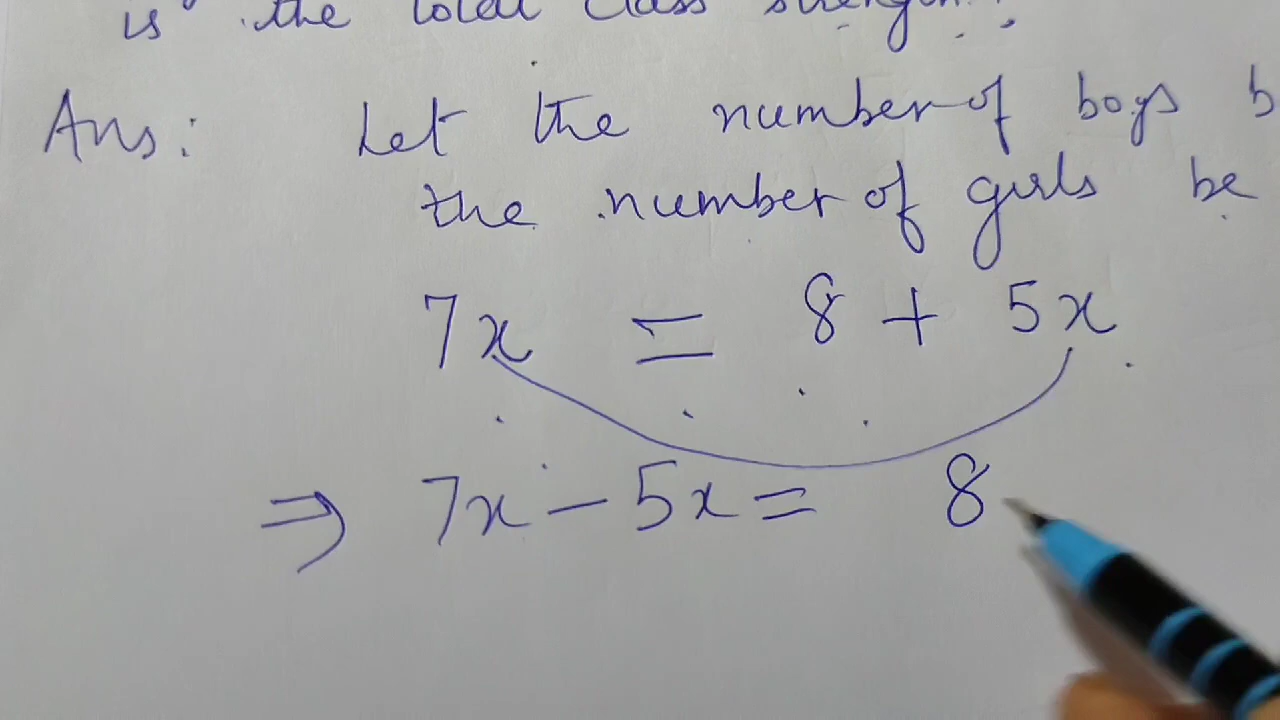 is the total class strength?
Ans: Let the number of boys b
the number of girls be
7x = 8 + 5x
⇒ 7x - 5x = 8